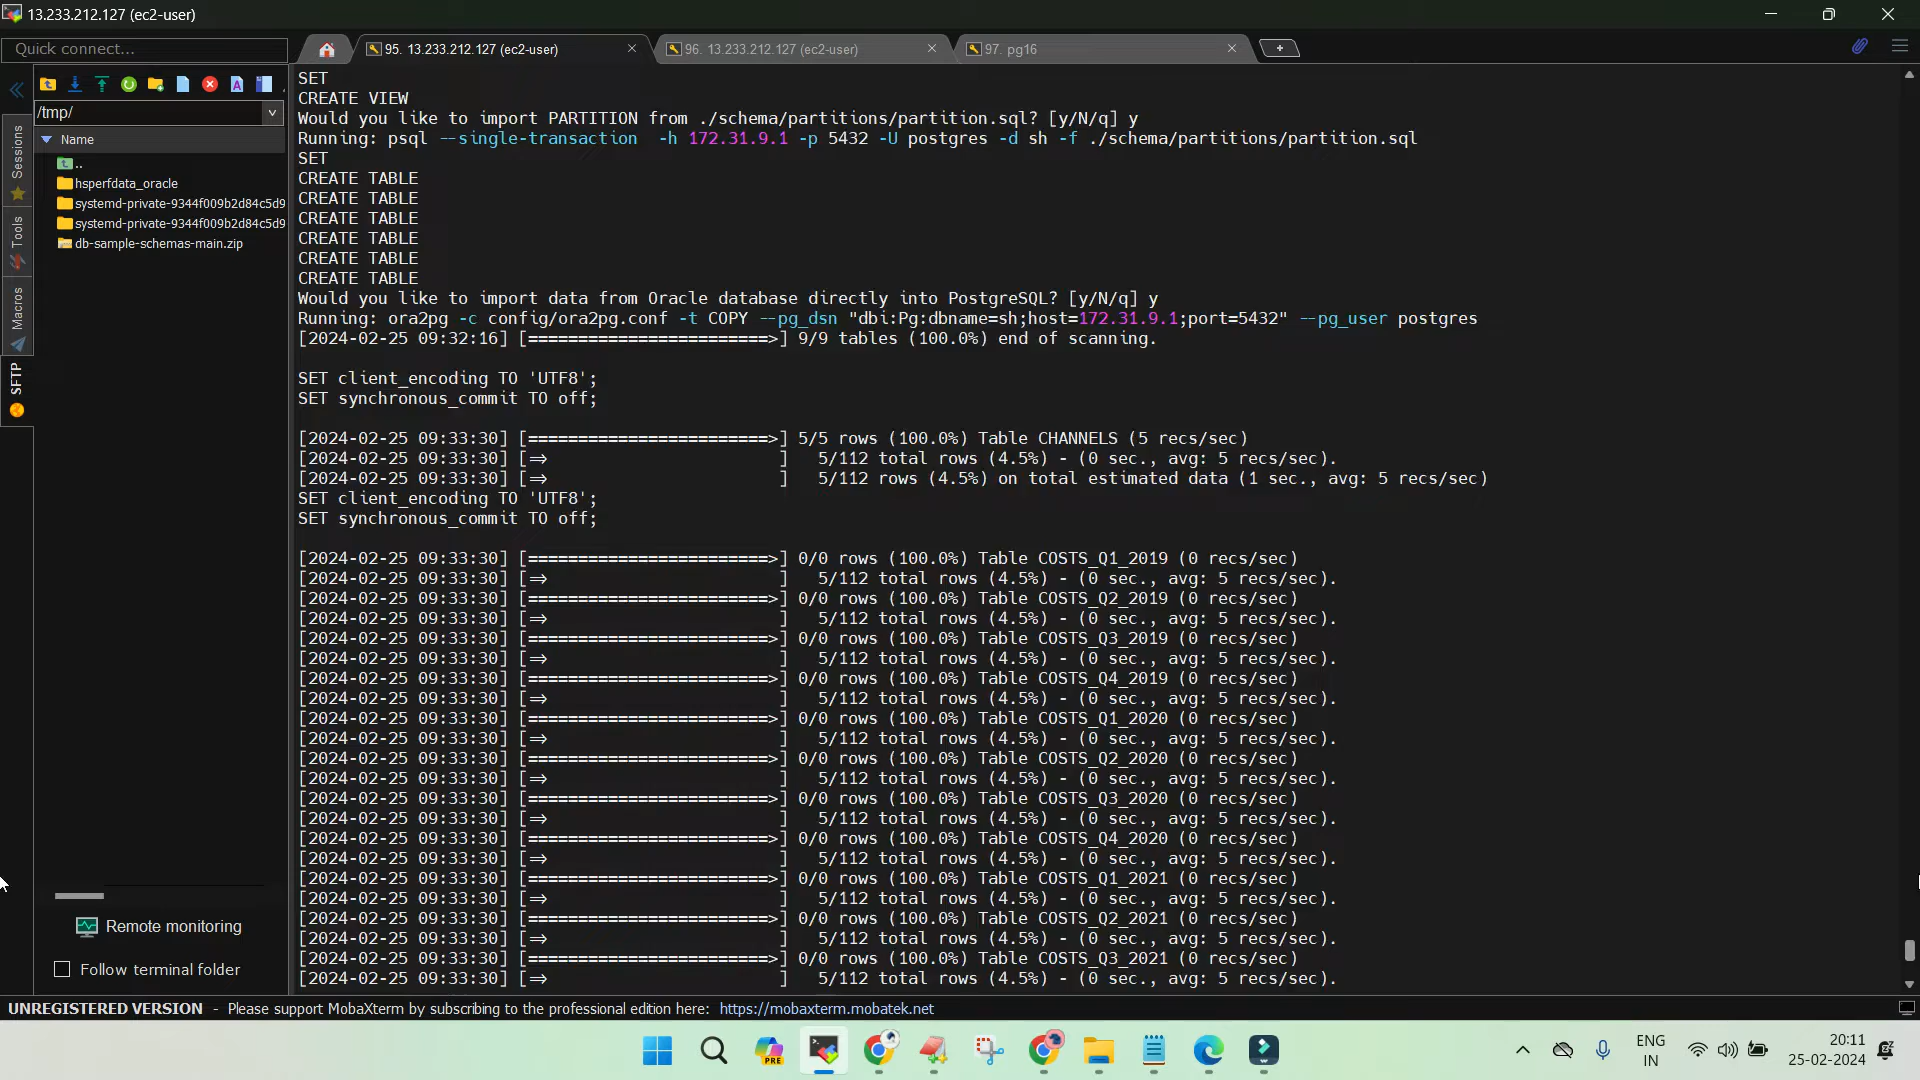 13.233.212.127 (ec2-user)
Quick connect...
95. 13.233.212.127 (ec2-user)
96. 13.233.212.127 (ec2-user)
97. pg16
/tmp/
Name
..
hsperfdata_oracle
systemd-private-9344f009b2d84c5d9
systemd-private-9344f009b2d84c5d9
db-sample-schemas-main.zip
Sessions
Tools
Macros
SFTP
Remote monitoring
Follow terminal folder
SET
CREATE VIEW
Would you like to import PARTITION from ./schema/partitions/partition.sql? [y/N/q] y
Running: psql --single-transaction  -h 172.31.9.1 -p 5432 -U postgres -d sh -f ./schema/partitions/partition.sql
SET
CREATE TABLE
CREATE TABLE
CREATE TABLE
CREATE TABLE
CREATE TABLE
CREATE TABLE
Would you like to import data from Oracle database directly into PostgreSQL? [y/N/q] y
Running: ora2pg -c config/ora2pg.conf -t COPY --pg_dsn "dbi:Pg:dbname=sh;host=172.31.9.1;port=5432" --pg_user postgres
[2024-02-25 09:32:16] [========================>] 9/9 tables (100.0%) end of scanning.
SET client_encoding TO 'UTF8';
SET synchronous_commit TO off;
[2024-02-25 09:33:30] [========================>] 5/5 rows (100.0%) Table CHANNELS (5 recs/sec)
[2024-02-25 09:33:30] [=>                       ]   5/112 total rows (4.5%) - (0 sec., avg: 5 recs/sec).
[2024-02-25 09:33:30] [=>                       ]   5/112 rows (4.5%) on total estimated data (1 sec., avg: 5 recs/sec)
SET client_encoding TO 'UTF8';
SET synchronous_commit TO off;
[2024-02-25 09:33:30] [========================>] 0/0 rows (100.0%) Table COSTS_Q1_2019 (0 recs/sec)
[2024-02-25 09:33:30] [=>                       ]   5/112 total rows (4.5%) - (0 sec., avg: 5 recs/sec).
[2024-02-25 09:33:30] [========================>] 0/0 rows (100.0%) Table COSTS_Q2_2019 (0 recs/sec)
[2024-02-25 09:33:30] [=>                       ]   5/112 total rows (4.5%) - (0 sec., avg: 5 recs/sec).
[2024-02-25 09:33:30] [========================>] 0/0 rows (100.0%) Table COSTS_Q3_2019 (0 recs/sec)
[2024-02-25 09:33:30] [=>                       ]   5/112 total rows (4.5%) - (0 sec., avg: 5 recs/sec).
[2024-02-25 09:33:30] [========================>] 0/0 rows (100.0%) Table COSTS_Q4_2019 (0 recs/sec)
[2024-02-25 09:33:30] [=>                       ]   5/112 total rows (4.5%) - (0 sec., avg: 5 recs/sec).
[2024-02-25 09:33:30] [========================>] 0/0 rows (100.0%) Table COSTS_Q1_2020 (0 recs/sec)
[2024-02-25 09:33:30] [=>                       ]   5/112 total rows (4.5%) - (0 sec., avg: 5 recs/sec).
[2024-02-25 09:33:30] [========================>] 0/0 rows (100.0%) Table COSTS_Q2_2020 (0 recs/sec)
[2024-02-25 09:33:30] [=>                       ]   5/112 total rows (4.5%) - (0 sec., avg: 5 recs/sec).
[2024-02-25 09:33:30] [========================>] 0/0 rows (100.0%) Table COSTS_Q3_2020 (0 recs/sec)
[2024-02-25 09:33:30] [=>                       ]   5/112 total rows (4.5%) - (0 sec., avg: 5 recs/sec).
[2024-02-25 09:33:30] [========================>] 0/0 rows (100.0%) Table COSTS_Q4_2020 (0 recs/sec)
[2024-02-25 09:33:30] [=>                       ]   5/112 total rows (4.5%) - (0 sec., avg: 5 recs/sec).
[2024-02-25 09:33:30] [========================>] 0/0 rows (100.0%) Table COSTS_Q1_2021 (0 recs/sec)
[2024-02-25 09:33:30] [=>                       ]   5/112 total rows (4.5%) - (0 sec., avg: 5 recs/sec).
[2024-02-25 09:33:30] [========================>] 0/0 rows (100.0%) Table COSTS_Q2_2021 (0 recs/sec)
[2024-02-25 09:33:30] [=>                       ]   5/112 total rows (4.5%) - (0 sec., avg: 5 recs/sec).
[2024-02-25 09:33:30] [========================>] 0/0 rows (100.0%) Table COSTS_Q3_2021 (0 recs/sec)
[2024-02-25 09:33:30] [=>                       ]   5/112 total rows (4.5%) - (0 sec., avg: 5 recs/sec).
UNREGISTERED VERSION - Please support MobaXterm by subscribing to the professional edition here: https://mobaxterm.mobatek.net
PRE
ENG
IN
20:11
25-02-2024